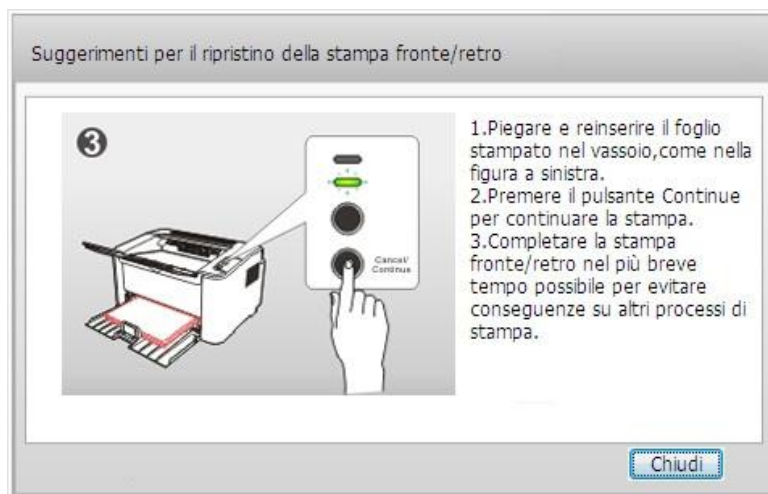 Suggerimenti per il ripristino della stampa fronte/retro
3
Cancel/
Continue
1.Piegare e reinserire il foglio
stampato nel vassoio,come nella
figura a sinistra.
2.Premere il pulsante Continue
per continuare la stampa.
3.Completare la stampa
fronte/retro nel più breve
tempo possibile per evitare
conseguenze su altri processi di
stampa.
Chiudi